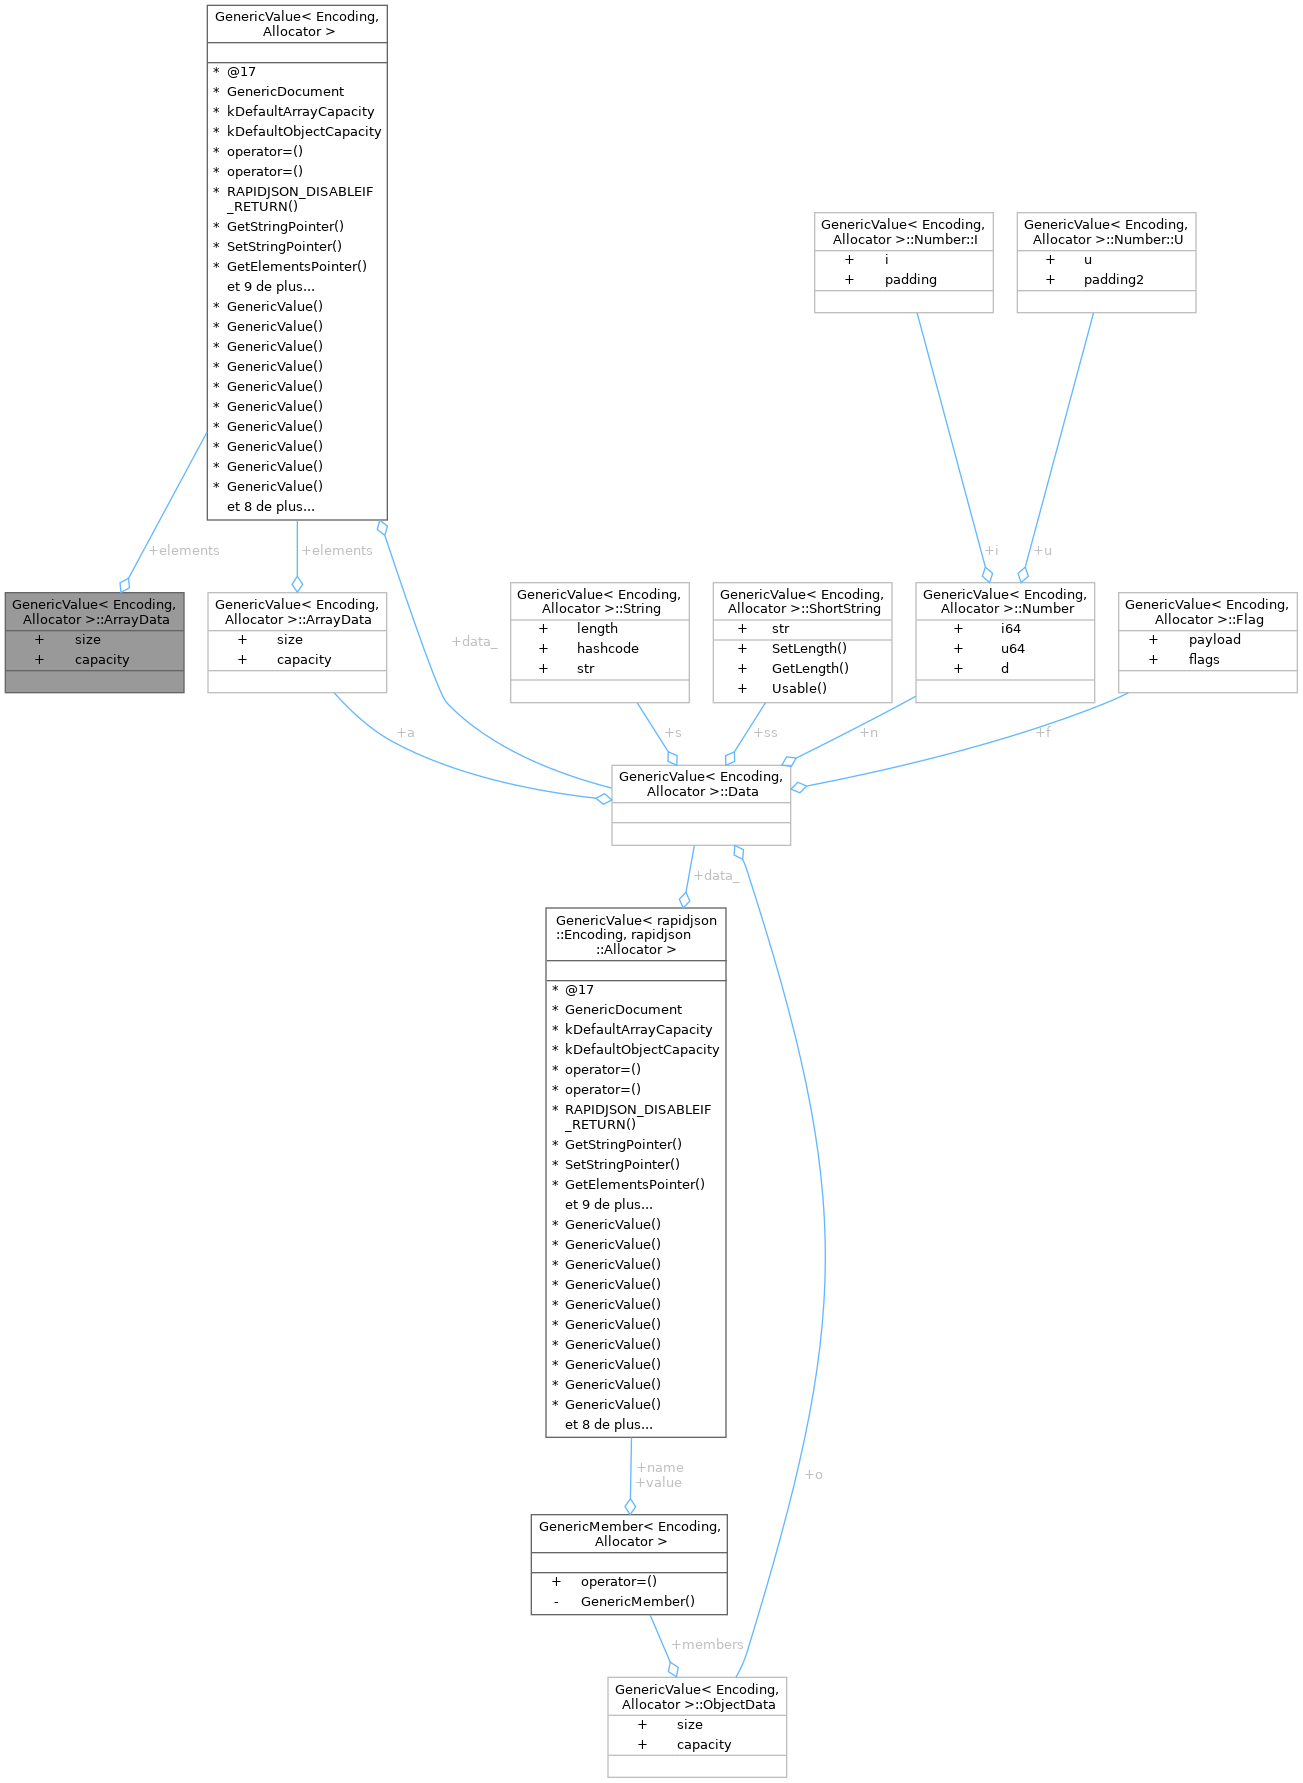 GenericValue< Encoding,
Allocator >
* @17
* GenericDocument
* kDefaultArrayCapacity
* kDefaultObjectCapacity
* operator=()
* operator=()
* RAPIDJSON_DISABLEIF
_RETURN()
* GetStringPointer()
* SetStringPointer()
* GetElementsPointer()
et 9 de plus...
* GenericValue()
* GenericValue()
* GenericValue()
* GenericValue()
* GenericValue()
* GenericValue()
* GenericValue()
* GenericValue()
* GenericValue()
* GenericValue()
et 8 de plus...
GenericValue< Encoding,
Allocator >::Number::I
+ i
+ padding
GenericValue< Encoding,
Allocator >::Number::U
+ u
+ padding2
+elements
+elements
+i
+u
GenericValue< Encoding,
Allocator >::ArrayData
+ size
+ capacity
GenericValue< Encoding,
Allocator >::ArrayData
+ size
+ capacity
+data_
GenericValue< Encoding,
Allocator >::String
+ length
+ hashcode
+ str
GenericValue< Encoding,
Allocator >::ShortString
+ str
+ SetLength()
+ GetLength()
+ Usable()
GenericValue< Encoding,
Allocator >::Number
+ i64
+ u64
+ d
GenericValue< Encoding,
Allocator >::Flag
+ payload
+ flags
+a
+s
+ss
+n
+f
GenericValue< Encoding,
Allocator >::Data
+data_
GenericValue< rapidjson
::Encoding, rapidjson
::Allocator >
* @17
* GenericDocument
* kDefaultArrayCapacity
* kDefaultObjectCapacity
* operator=()
* operator=()
* RAPIDJSON_DISABLEIF
_RETURN()
* GetStringPointer()
* SetStringPointer()
* GetElementsPointer()
et 9 de plus...
* GenericValue()
* GenericValue()
* GenericValue()
* GenericValue()
* GenericValue()
* GenericValue()
* GenericValue()
* GenericValue()
* GenericValue()
* GenericValue()
et 8 de plus...
+name
+value
+o
GenericMember< Encoding,
Allocator >
+ operator=()
- GenericMember()
+members
GenericValue< Encoding,
Allocator >::ObjectData
+ size
+ capacity